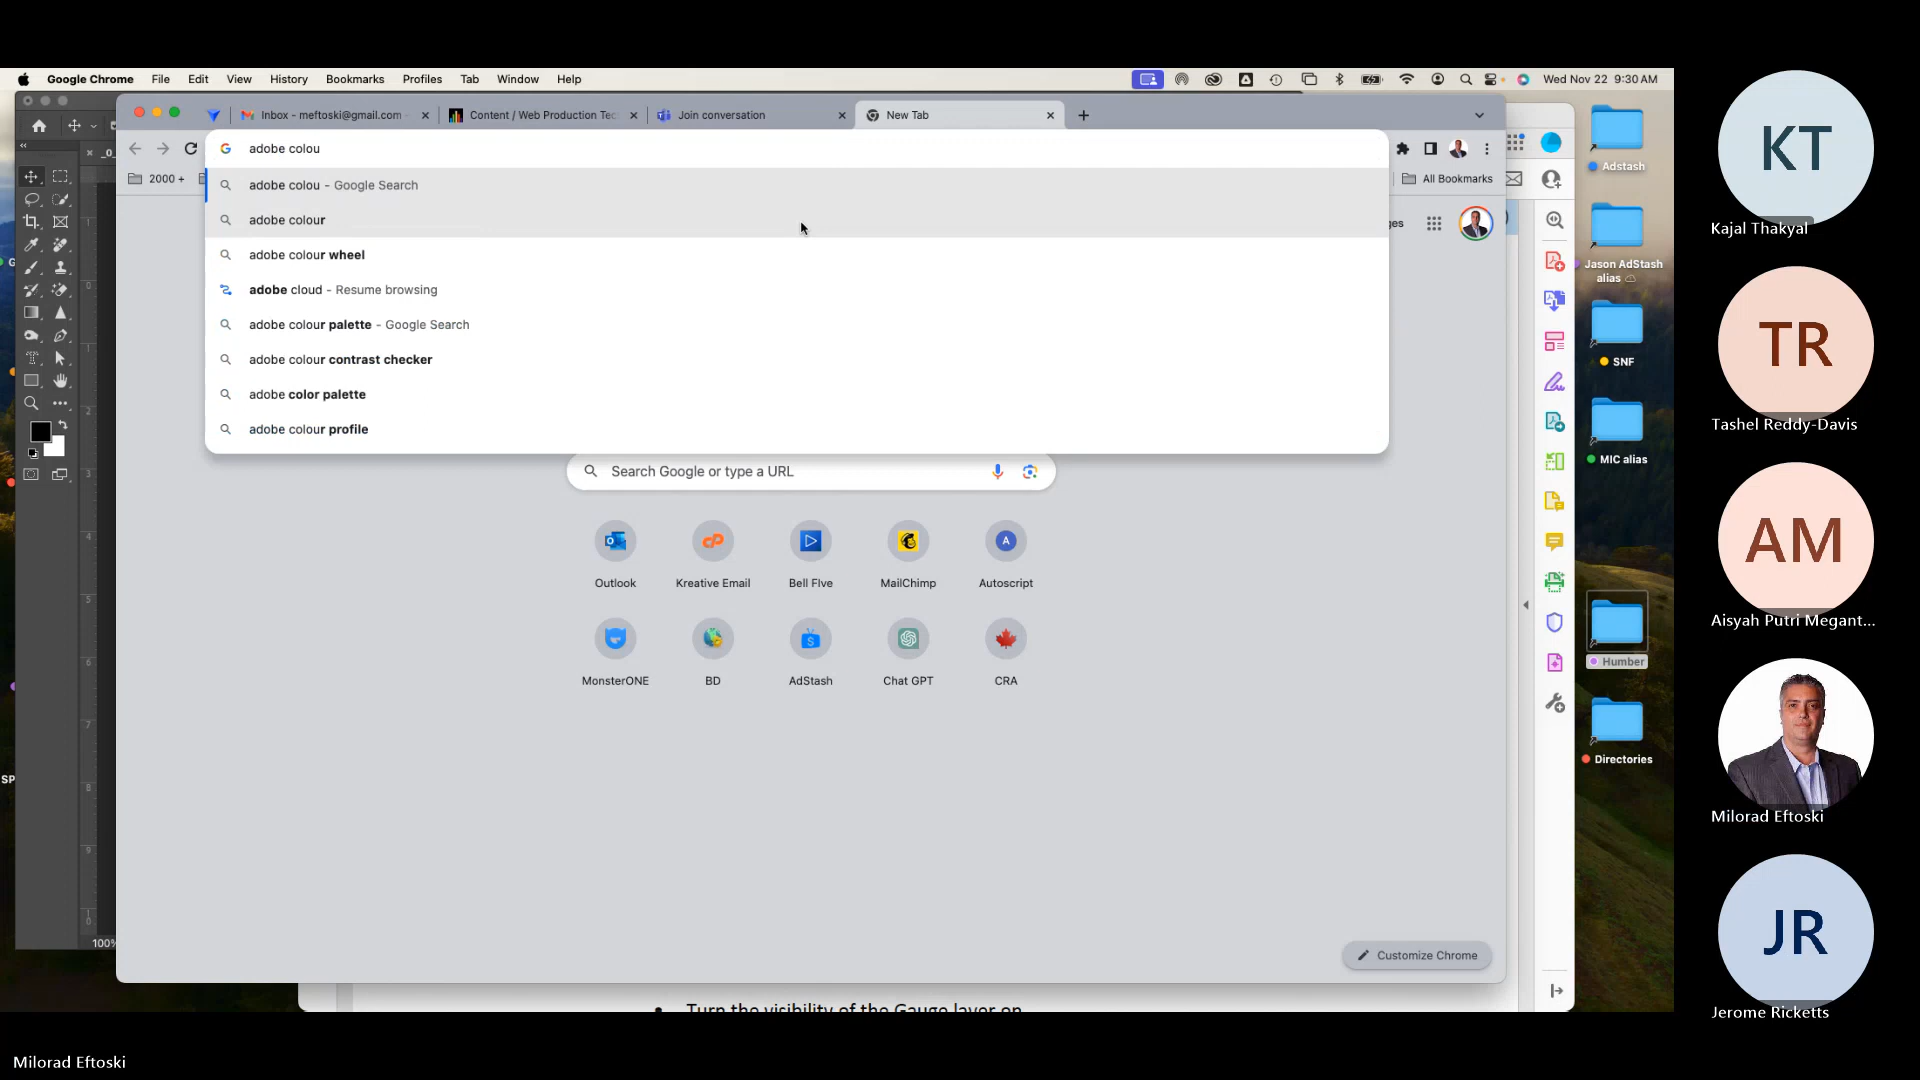 Google Chrome File Edit View History Bookmarks Profiles Tab Window Help
Wed Nov 22 9:30 AM
Inbox - meftoski@gmail.com -
Content / Web Production Tec
Join conversation
New Tab
adobe colou
2000 +
All Bookmarks
adobe colou - Google Search
adobe colour
adobe colour wheel
adobe cloud - Resume browsing
adobe colour palette - Google Search
adobe colour contrast checker
adobe color palette
adobe colour profile
Search Google or type a URL
Outlook
Kreative Email
Bell FIve
MailChimp
Autoscript
MonsterONE
BD
AdStash
Chat GPT
CRA
Customize Chrome
100%
Turn the visibility of the Gauge layer on
Adstash
Jason AdStash
alias
SNF
MIC alias
Humber
Directories
KT
Kajal Thakyal
TR
Tashel Reddy-Davis
AM
Aisyah Putri Megant...
Milorad Eftoski
JR
Jerome Ricketts
Milorad Eftoski